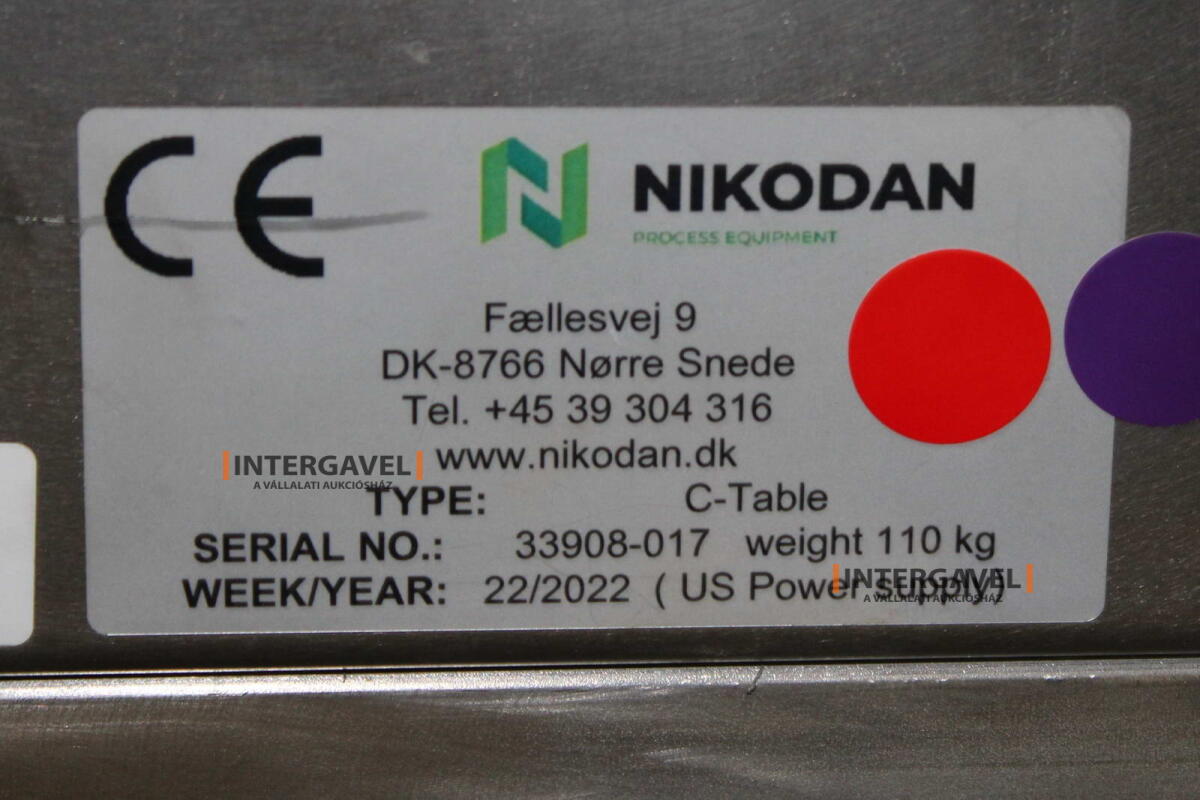 CE
NIKODAN
PROCESS EQUIPMENT
Fællesvej 9
DK-8766 Nørre Snede
Tel. +45 39 304 316
www.nikodan.dk
INTERGAVEL
A VÁLLALATI AUKCIÓSHÁZ
TYPE: C-Table
SERIAL NO.: 33908-017 weight 110 kg
WEEK/YEAR: 22/2022 ( US Power supply
INTERGAVEL
A VÁLLALATI AUKCIÓSHÁZ